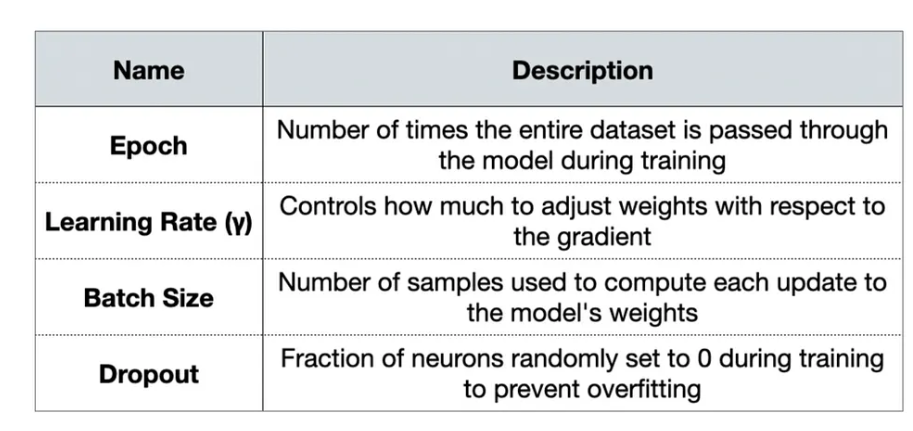 Name
Description
Epoch
Number of times the entire dataset is passed through
the model during training
Learning Rate (γ)
Controls how much to adjust weights with respect to
the gradient
Batch Size
Number of samples used to compute each update to
the model's weights
Dropout
Fraction of neurons randomly set to 0 during training
to prevent overfitting